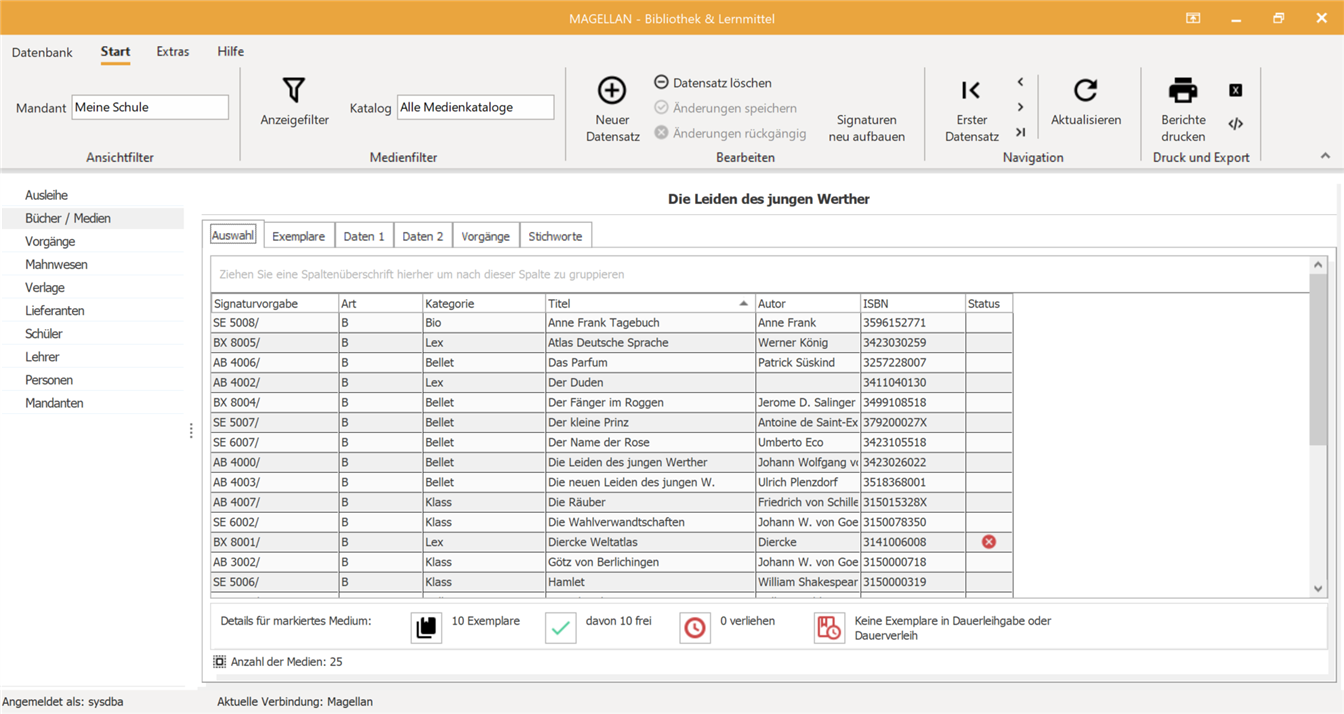 MAGELLAN - Bibliothek & Lernmittel
Datenbank Start Extras Hilfe
Mandant Meine Schule
Ansichtfilter
Anzeigefilter
Katalog Alle Medienkataloge
Medienfilter
Neuer
Datensatz
Datensatz löschen
Änderungen speichern
Änderungen rückgängig
Signaturen
neu aufbauen
Bearbeiten
Erster
Datensatz
Aktualisieren
Navigation
Berichte
drucken
Druck und Export
Ausleihe
Bücher / Medien
Vorgänge
Mahnwesen
Verlage
Lieferanten
Schüler
Lehrer
Personen
Mandanten
Die Leiden des jungen Werther
Auswahl Exemplare Daten 1 Daten 2 Vorgänge Stichworte
Ziehen Sie eine Spaltenüberschrift hierher um nach dieser Spalte zu gruppieren
Signaturvorgabe Art Kategorie Titel Autor ISBN Status
SE 5008/ B Bio Anne Frank Tagebuch Anne Frank 3596152771
BX 8005/ B Lex Atlas Deutsche Sprache Werner König 3423030259
AB 4006/ B Bellet Das Parfum Patrick Süskind 3257228007
AB 4002/ B Lex Der Duden 3411040130
BX 8004/ B Bellet Der Fänger im Roggen Jerome D. Salinger 3499108518
SE 5007/ B Bellet Der kleine Prinz Antoine de Saint-Ex 379200027X
SE 6007/ B Bellet Der Name der Rose Umberto Eco 3423105518
AB 4000/ B Bellet Die Leiden des jungen Werther Johann Wolfgang vo 3423026022
AB 4003/ B Bellet Die neuen Leiden des jungen W. Ulrich Plenzdorf 3518368001
AB 4007/ B Klass Die Räuber Friedrich von Schille 315015328X
SE 6002/ B Klass Die Wahlverwandtschaften Johann W. von Goe 3150078350
BX 8001/ B Lex Diercke Weltatlas Diercke 3141006008
AB 3002/ B Klass Götz von Berlichingen Johann W. von Goe 3150000718
SE 5006/ B Klass Hamlet William Shakespear 3150000319
Details für markiertes Medium: 10 Exemplare davon 10 frei 0 verliehen Keine Exemplare in Dauerleihgabe oder
Dauerverleih
Anzahl der Medien: 25
Angemeldet als: sysdba Aktuelle Verbindung: Magellan